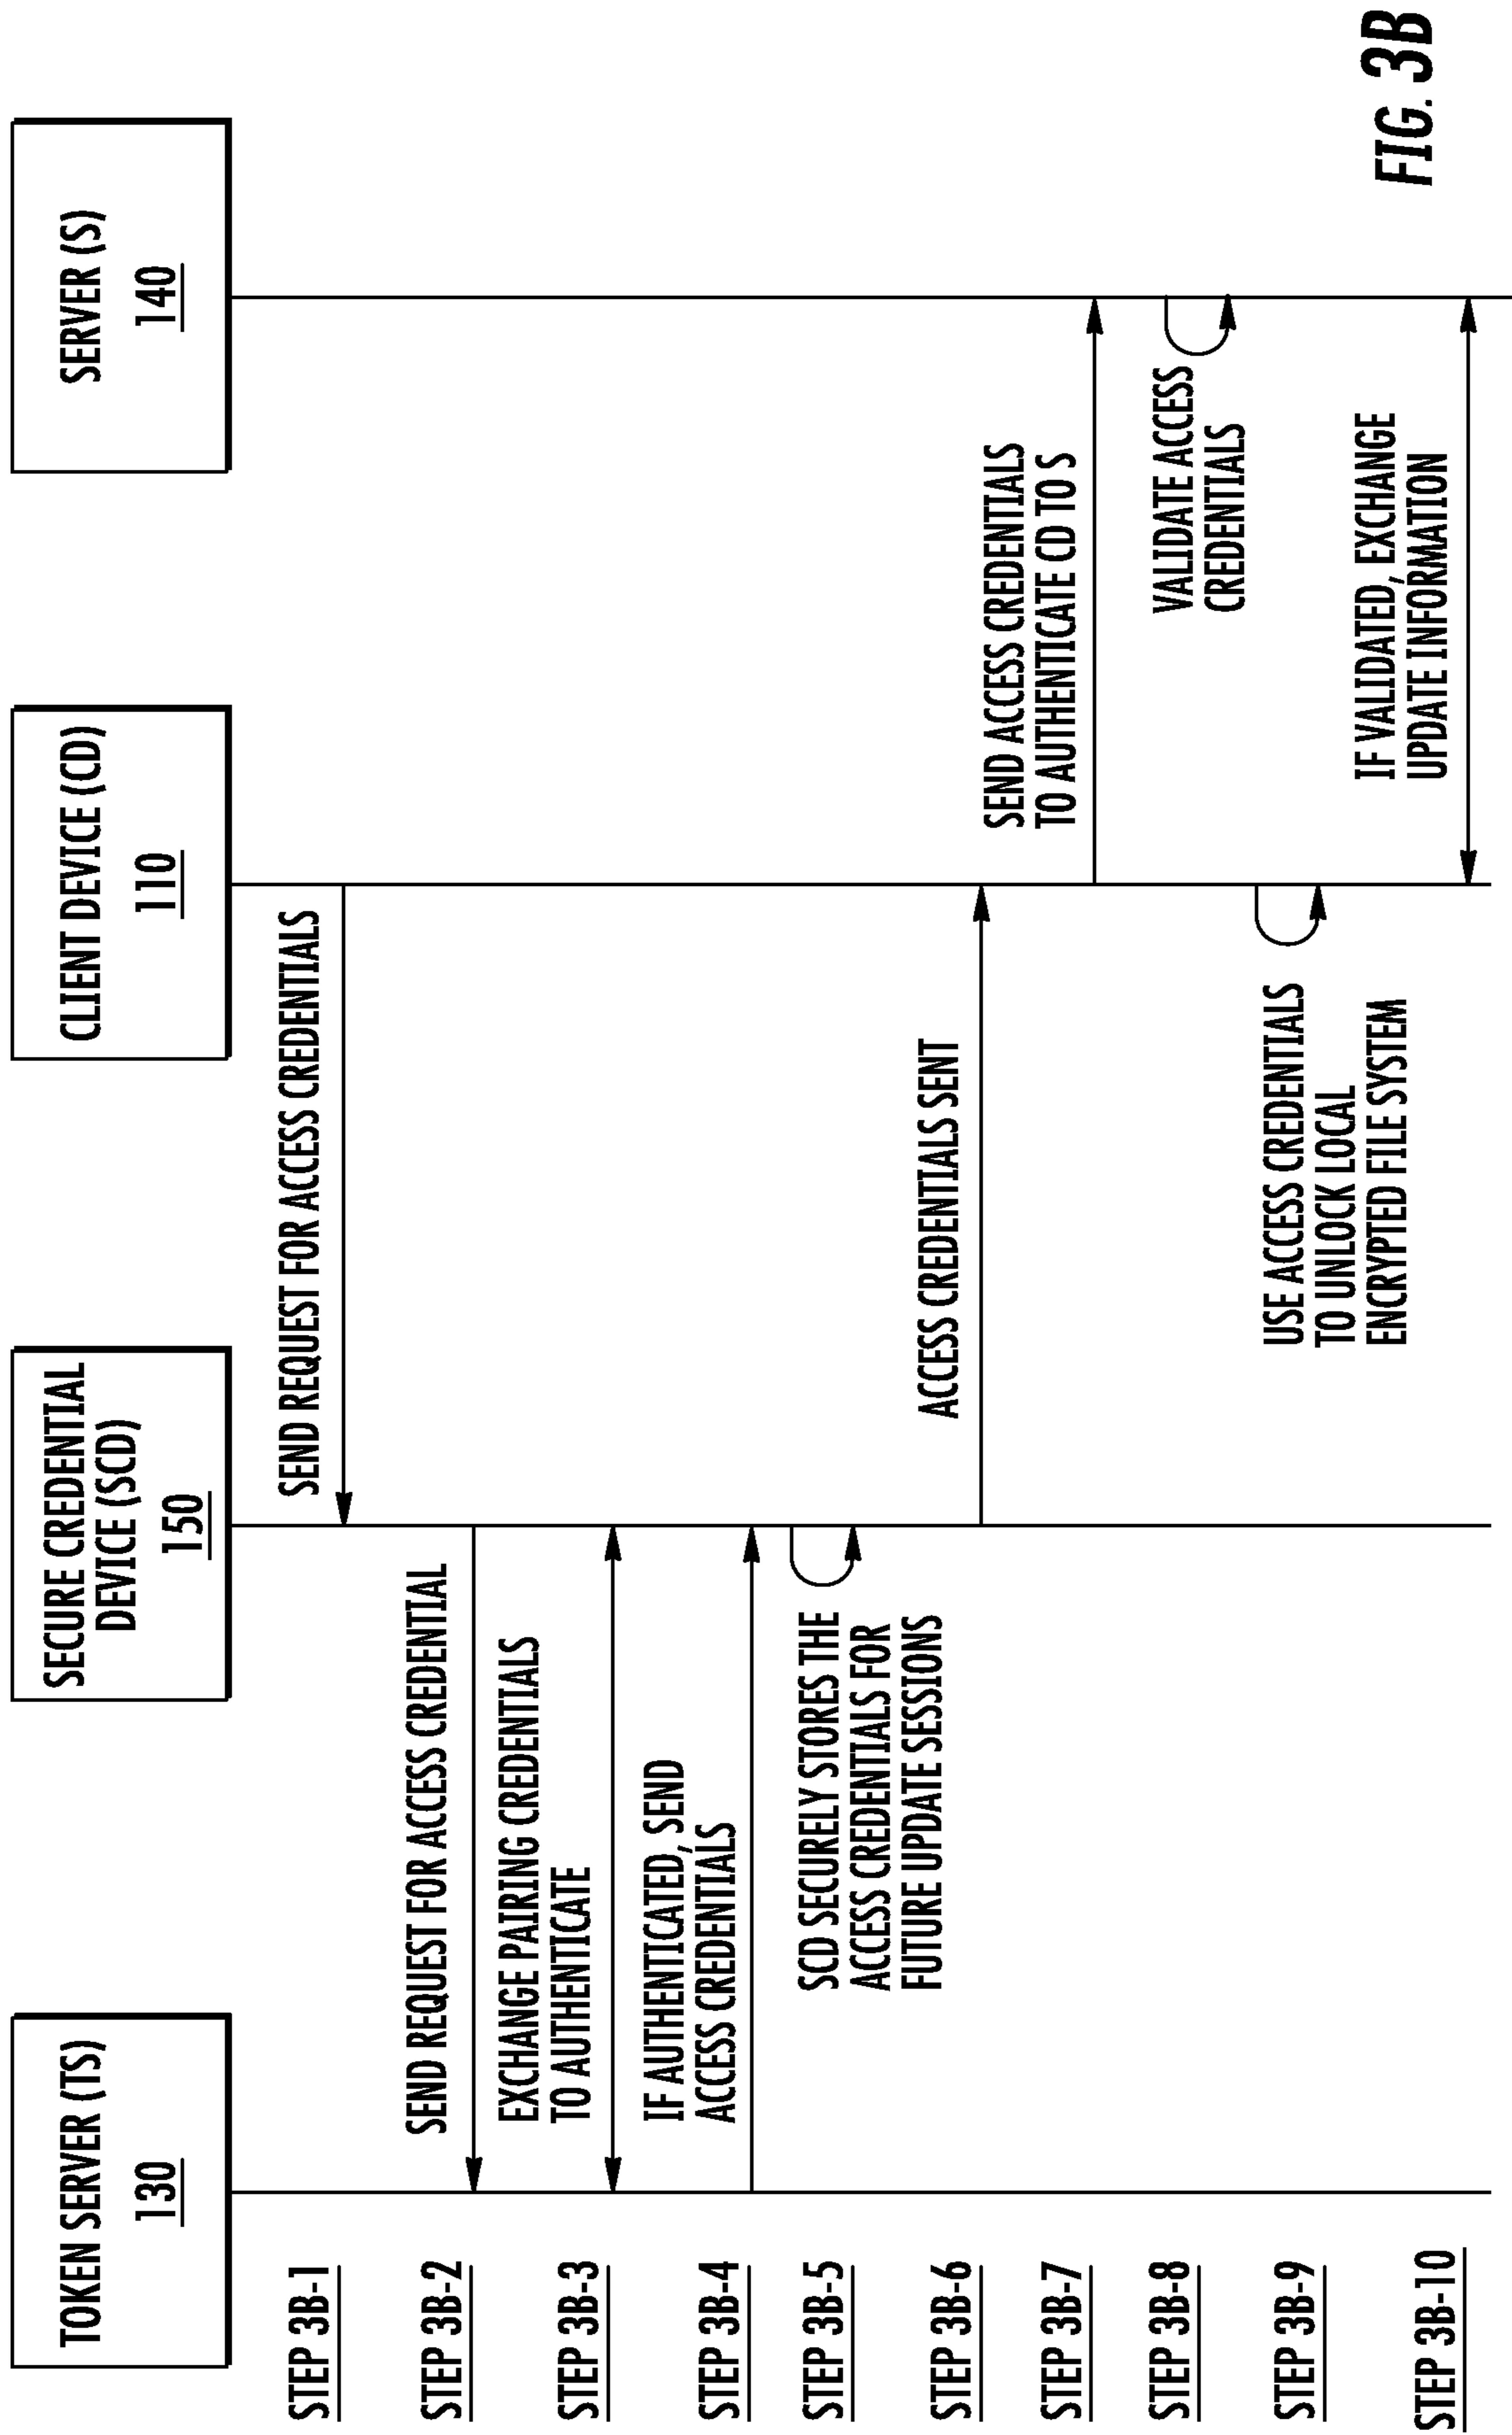 TOKEN SERVER (TS)
130
SECURE CREDENTIAL
DEVICE (SCD)
150
CLIENT DEVICE (CD)
110
SERVER (S)
140
STEP 3B-1
SEND REQUEST FOR ACCESS CREDENTIALS
STEP 3B-2
SEND REQUEST FOR ACCESS CREDENTIAL
STEP 3B-3
EXCHANGE PAIRING CREDENTIALS
TO AUTHENTICATE
STEP 3B-4
IF AUTHENTICATED, SEND
ACCESS CREDENTIALS
STEP 3B-5
SCD SECURELY STORES THE
ACCESS CREDENTIALS FOR
FUTURE UPDATE SESSIONS
STEP 3B-6
ACCESS CREDENTIALS SENT
STEP 3B-7
SEND ACCESS CREDENTIALS
TO AUTHENTICATE CD TO S
STEP 3B-8
VALIDATE ACCESS
CREDENTIALS
STEP 3B-9
USE ACCESS CREDENTIALS
TO UNLOCK LOCAL
ENCRYPTED FILE SYSTEM
STEP 3B-10
IF VALIDATED, EXCHANGE
UPDATE INFORMATION
FIG. 3B